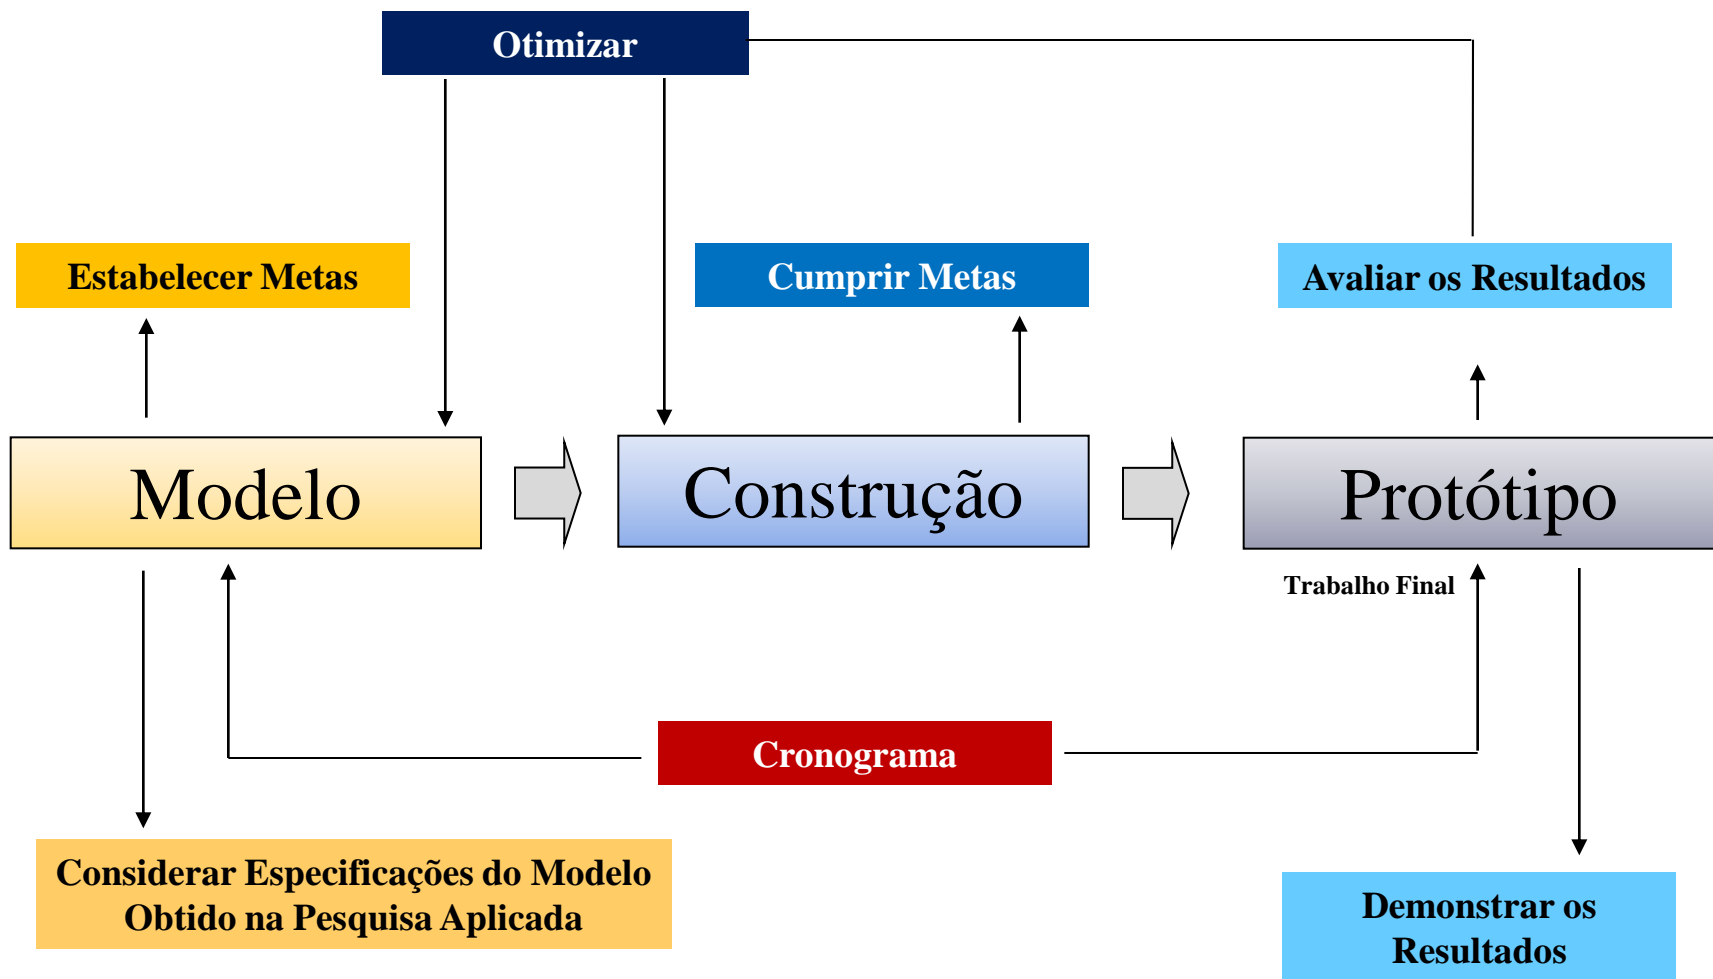 Otimizar
Estabelecer Metas
Cumprir Metas
Avaliar os Resultados
Modelo
Construção
Protótipo
Trabalho Final
Cronograma
Considerar Especificações do Modelo
Obtido na Pesquisa Aplicada
Demonstrar os
Resultados